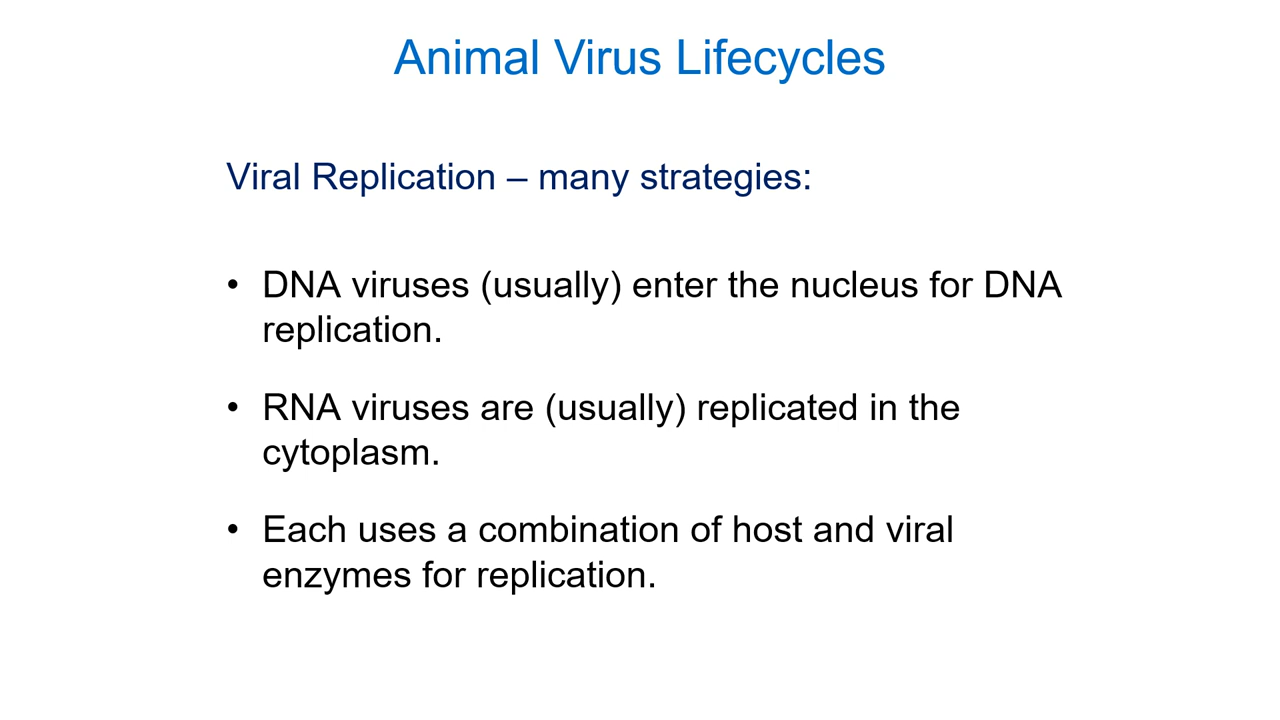 Animal Virus Lifecycles
Viral Replication – many strategies:
• DNA viruses (usually) enter the nucleus for DNA
replication.
• RNA viruses are (usually) replicated in the
cytoplasm.
• Each uses a combination of host and viral
enzymes for replication.